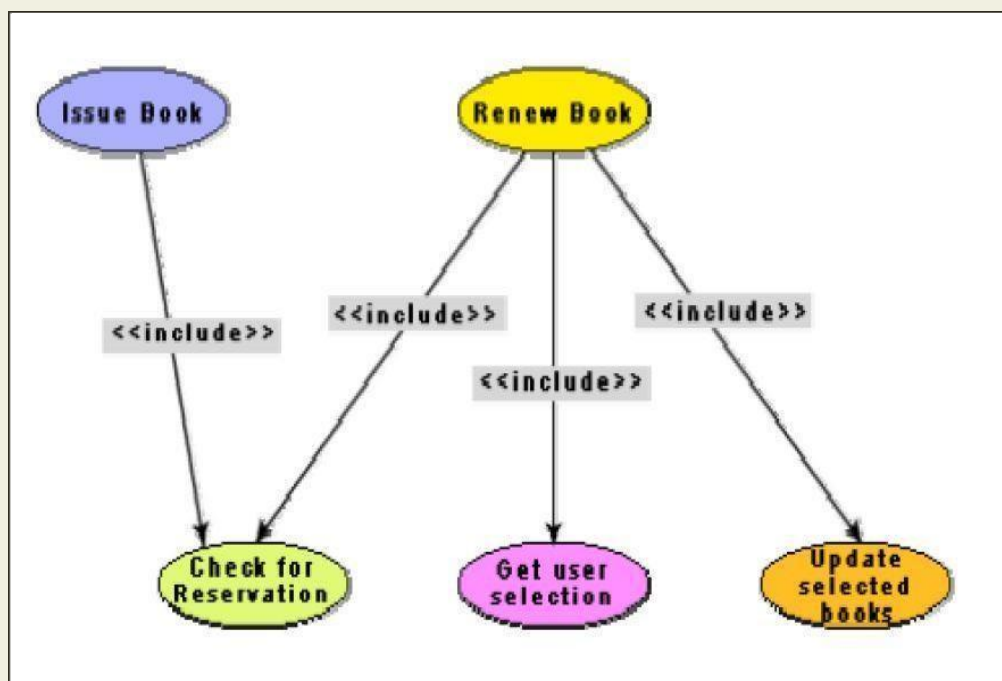 Issue Book
Renew Book
<<include>>
<<include>>
<<include>>
<<include>>
Check for
Reservation
Get user
selection
Update
selected
books